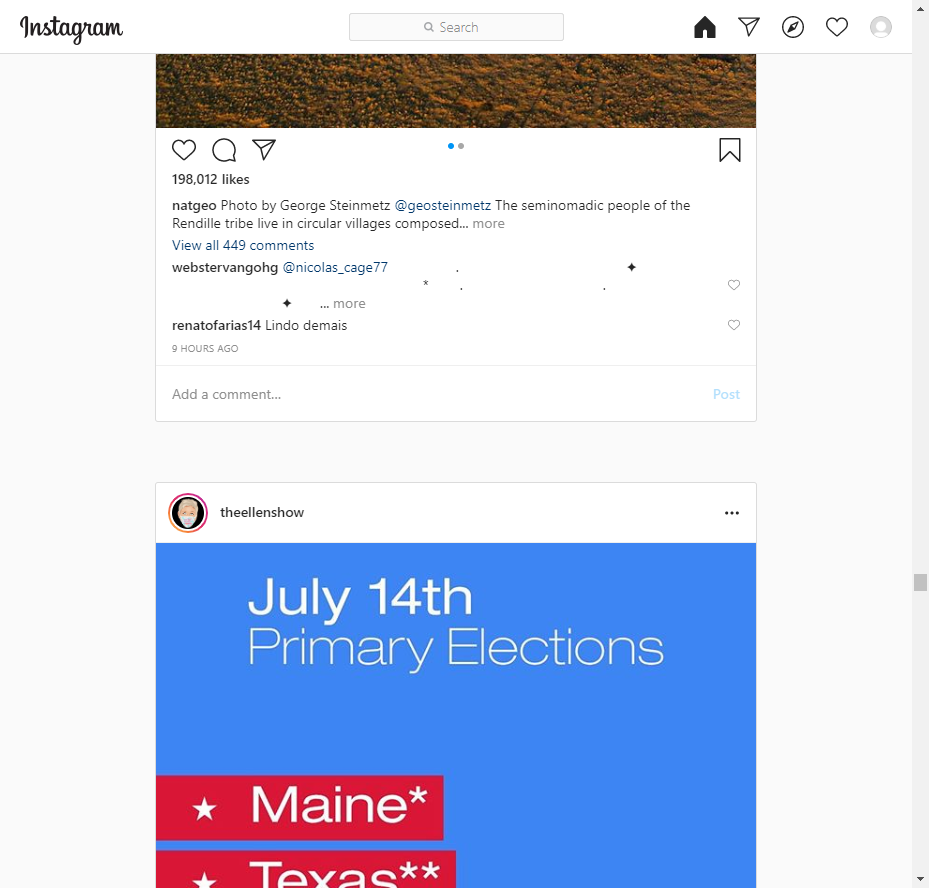 Instagram
Search
198,012 likes
natgeo Photo by George Steinmetz @geosteinmetz The seminomadic people of the
Rendille tribe live in circular villages composed... more
View all 449 comments
webstervangohg @nicolas_cage77 . ✦
* . .
✦ ... more
renatofarias14 Lindo demais
9 HOURS AGO
Add a comment... Post
theellenshow
July 14th
Primary Elections
★ Maine*
★ Texas**